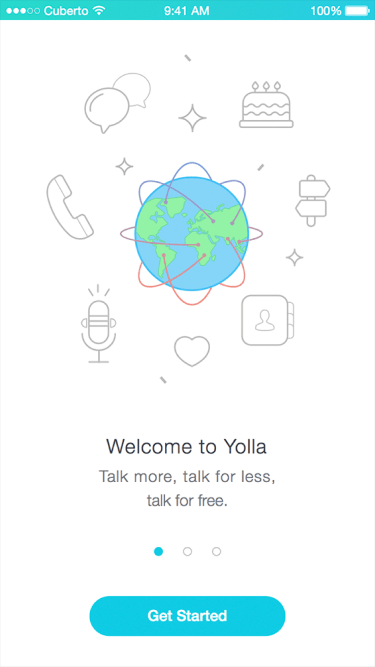 Cuberto 9:41 AM 100%
Welcome to Yolla
Talk more, talk for less,
talk for free.
Get Started